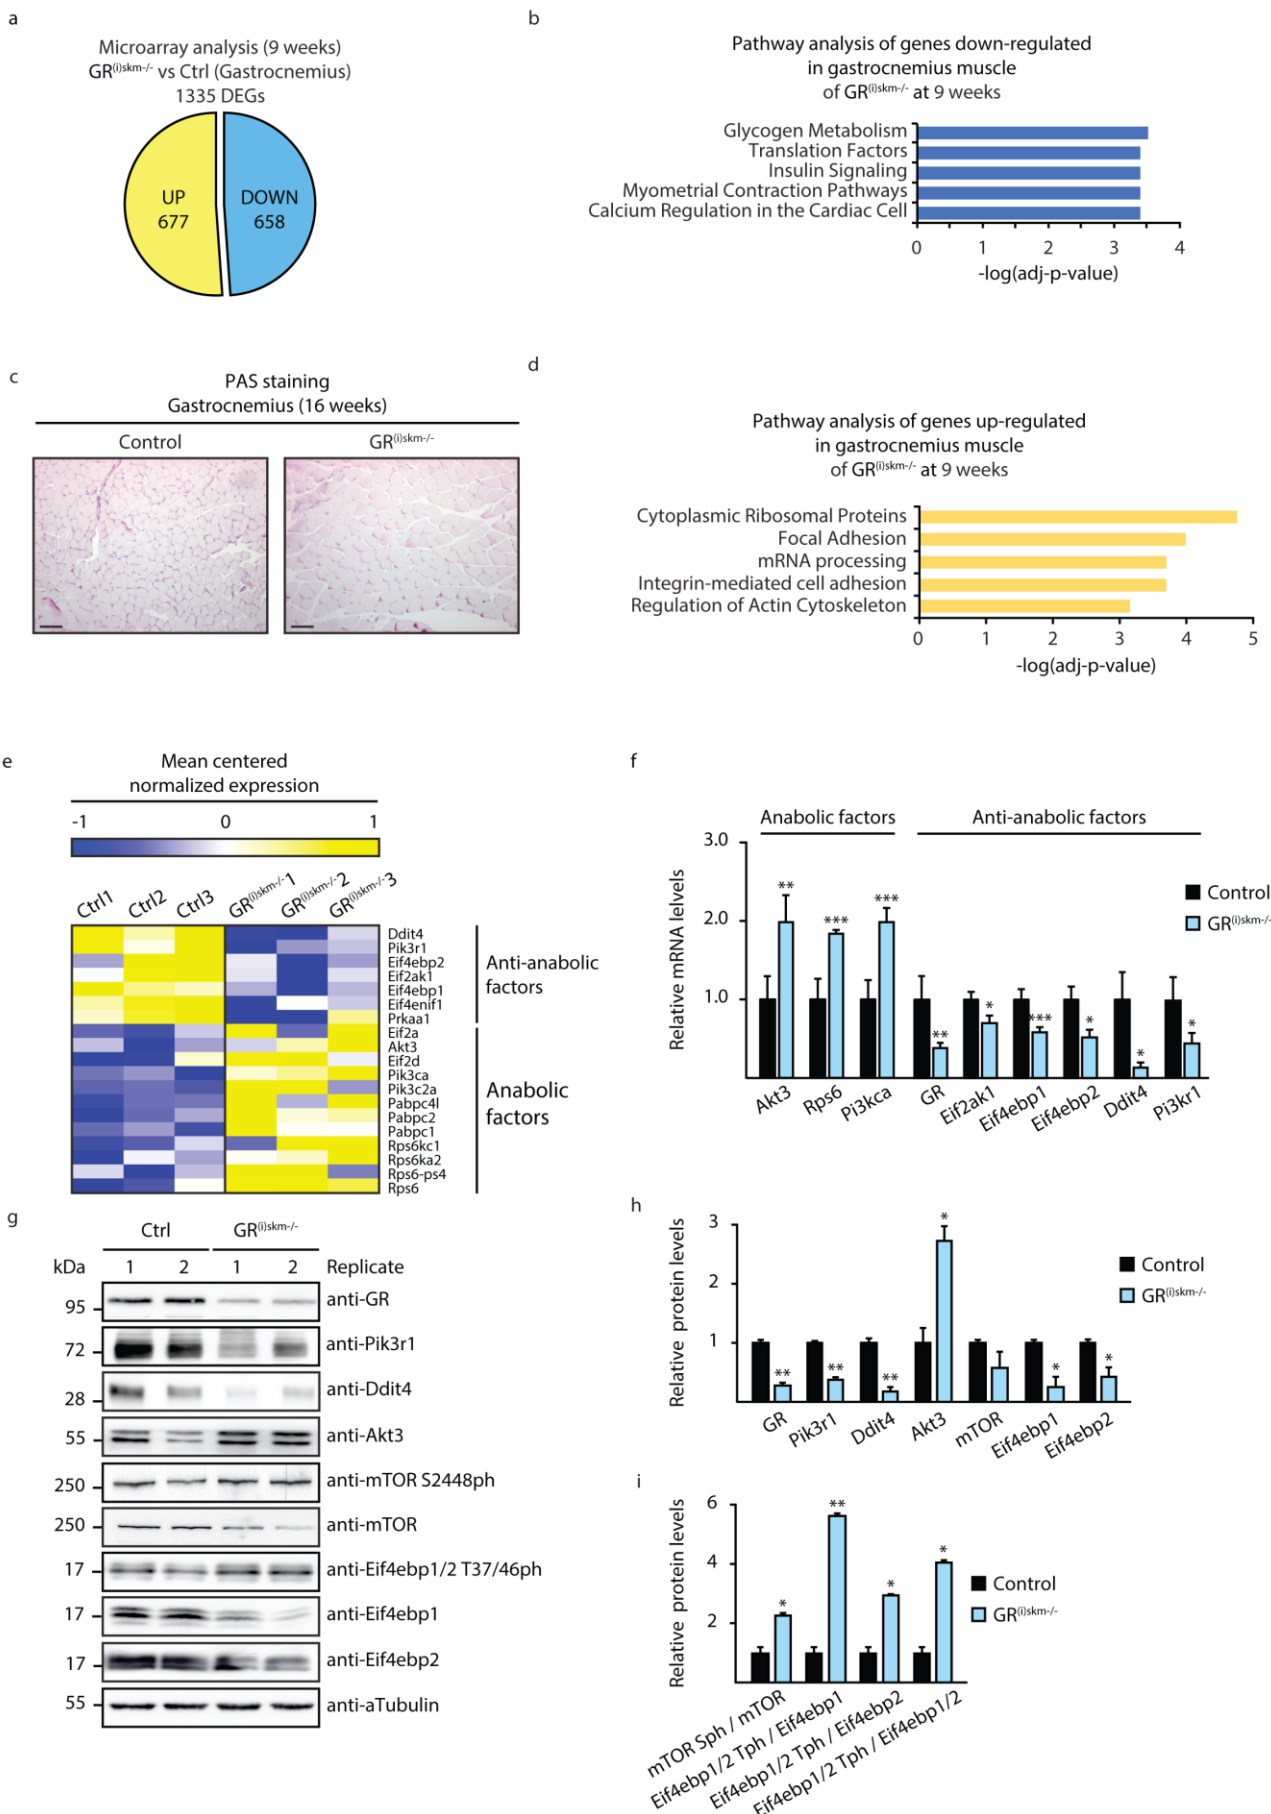 a
Microarray analysis (9 weeks)
GR(i)skm-/- vs Ctrl (Gastrocnemius)
1335 DEGs
UP
677
DOWN
658
b
Pathway analysis of genes down-regulated
in gastrocnemius muscle
of GR(i)skm-/- at 9 weeks
Glycogen Metabolism
Translation Factors
Insulin Signaling
Myometrial Contraction Pathways
Calcium Regulation in the Cardiac Cell
0 1 2 3 4
-log(adj-p-value)
c
PAS staining
Gastrocnemius (16 weeks)
Control GR(i)skm-/-
d
Pathway analysis of genes up-regulated
in gastrocnemius muscle
of GR(i)skm-/- at 9 weeks
Cytoplasmic Ribosomal Proteins
Focal Adhesion
mRNA processing
Integrin-mediated cell adhesion
Regulation of Actin Cytoskeleton
0 1 2 3 4 5
-log(adj-p-value)
e
Mean centered
normalized expression
-1 0 1
Ctrl1 Ctrl2 Ctrl3 GR(i)skm-/-1 GR(i)skm-/-2 GR(i)skm-/-3
Ddit4
Pik3r1
Eif4ebp2
Eif2ak1
Eif4ebp1
Eif4enif1
Prkaa1
Eif2a
Akt3
Eif2d
Pik3ca
Pik3c2a
Pabpc4l
Pabpc2
Pabpc1
Rps6kc1
Rps6ka2
Rps6-ps4
Rps6
Anti-anabolic
factors
Anabolic
factors
f
Anabolic factors Anti-anabolic factors
Relative mRNA lelvels
3.0
2.0
1.0
** *** *** ** * *** * * *
Akt3 Rps6 Pi3kca GR Eif2ak1 Eif4ebp1 Eif4ebp2 Ddit4 Pi3kr1
Control
GR(i)skm-/-
g
Ctrl GR(i)skm-/-
kDa 1 2 1 2 Replicate
95 anti-GR
72 anti-Pik3r1
28 anti-Ddit4
55 anti-Akt3
250 anti-mTOR S2448ph
250 anti-mTOR
17 anti-Eif4ebp1/2 T37/46ph
17 anti-Eif4ebp1
17 anti-Eif4ebp2
55 anti-aTubulin
h
Relative protein levels
3
2
1
** ** ** * * *
GR Pik3r1 Ddit4 Akt3 mTOR Eif4ebp1 Eif4ebp2
Control
GR(i)skm-/-
i
Relative protein levels
6
4
2
* ** * *
mTOR Sph / mTOR
Eif4ebp1/2 Tph / Eif4ebp1
Eif4ebp1/2 Tph / Eif4ebp2
Eif4ebp1/2 Tph / Eif4ebp1/2
Control
GR(i)skm-/-